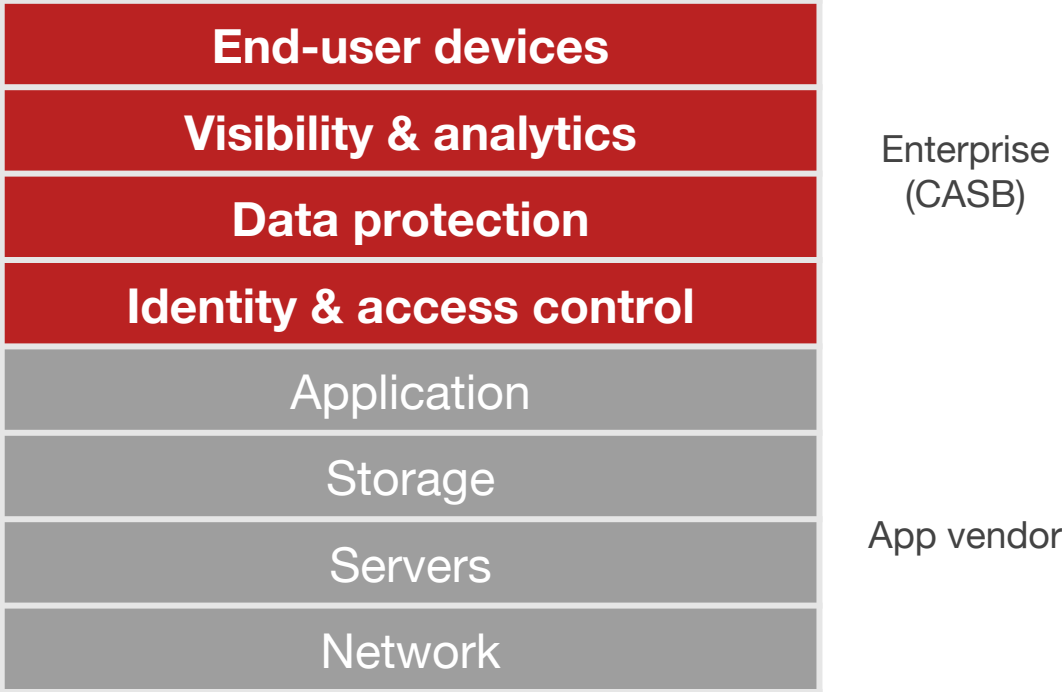 End-user devices
Visibility & analytics
Data protection
Identity & access control
Enterprise
(CASB)
Application
Storage
Servers
Network
App vendor